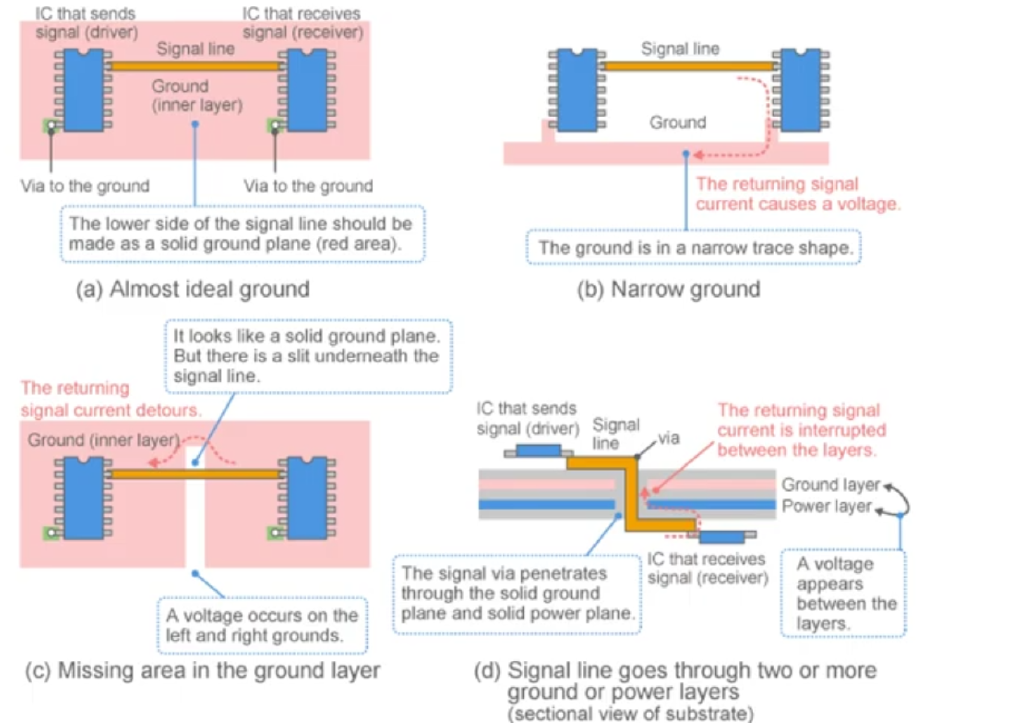 IC that sends
signal (driver)
IC that receives
signal (receiver)
Signal line
Ground
(inner layer)
Via to the ground
Via to the ground
The lower side of the signal line should be
made as a solid ground plane (red area).
(a) Almost ideal ground
Signal line
Ground
The returning signal
current causes a voltage.
The ground is in a narrow trace shape.
(b) Narrow ground
It looks like a solid ground plane.
But there is a slit underneath the
signal line.
The returning
signal current detours.
Ground (inner layer)
A voltage occurs on the
left and right grounds.
(c) Missing area in the ground layer
IC that sends
signal (driver)
Signal
line
via
The returning signal
current is interrupted
between the layers.
Ground layer
Power layer
IC that receives
signal (receiver)
The signal via penetrates
through the solid ground
plane and solid power plane.
A voltage
appears
between the
layers.
(d) Signal line goes through two or more
ground or power layers
(sectional view of substrate)